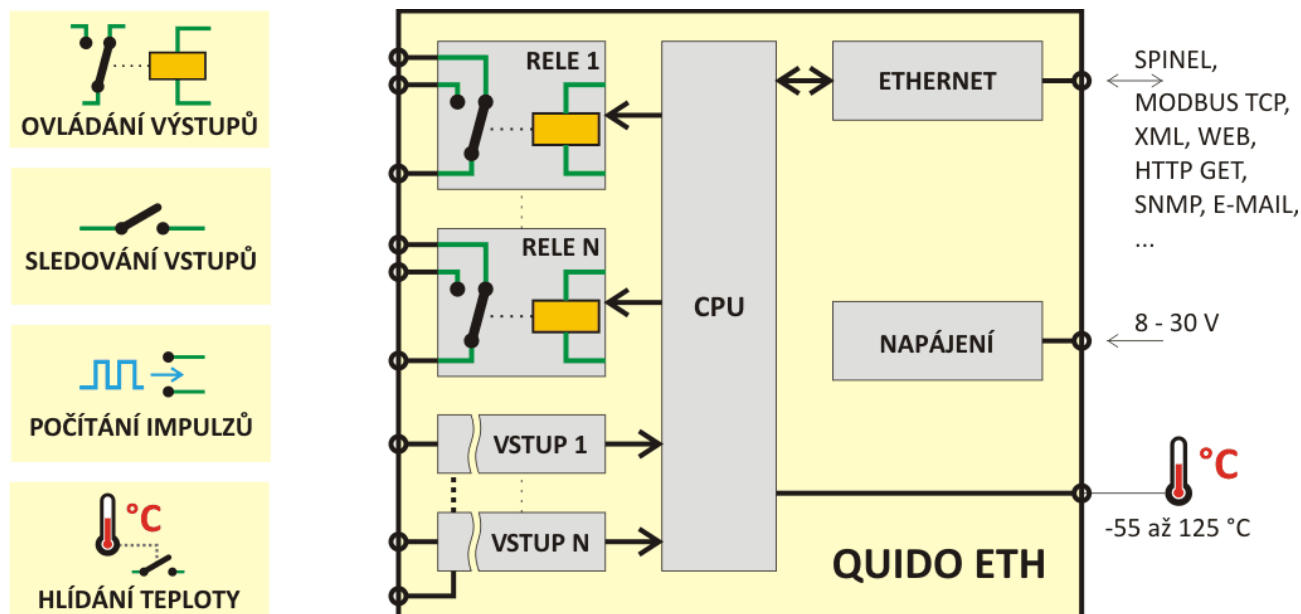 OVLÁDÁNÍ VÝSTUPŮ
SLEDOVÁNÍ VSTUPŮ
POČÍTÁNÍ IMPULZŮ
°C
HLÍDÁNÍ TEPLOTY
RELE 1
RELE N
VSTUP 1
VSTUP N
CPU
ETHERNET
NAPÁJENÍ
QUIDO ETH
SPINEL,
MODBUS TCP,
XML, WEB,
HTTP GET,
SNMP, E-MAIL,
...
8 - 30 V
°C
-55 až 125 °C